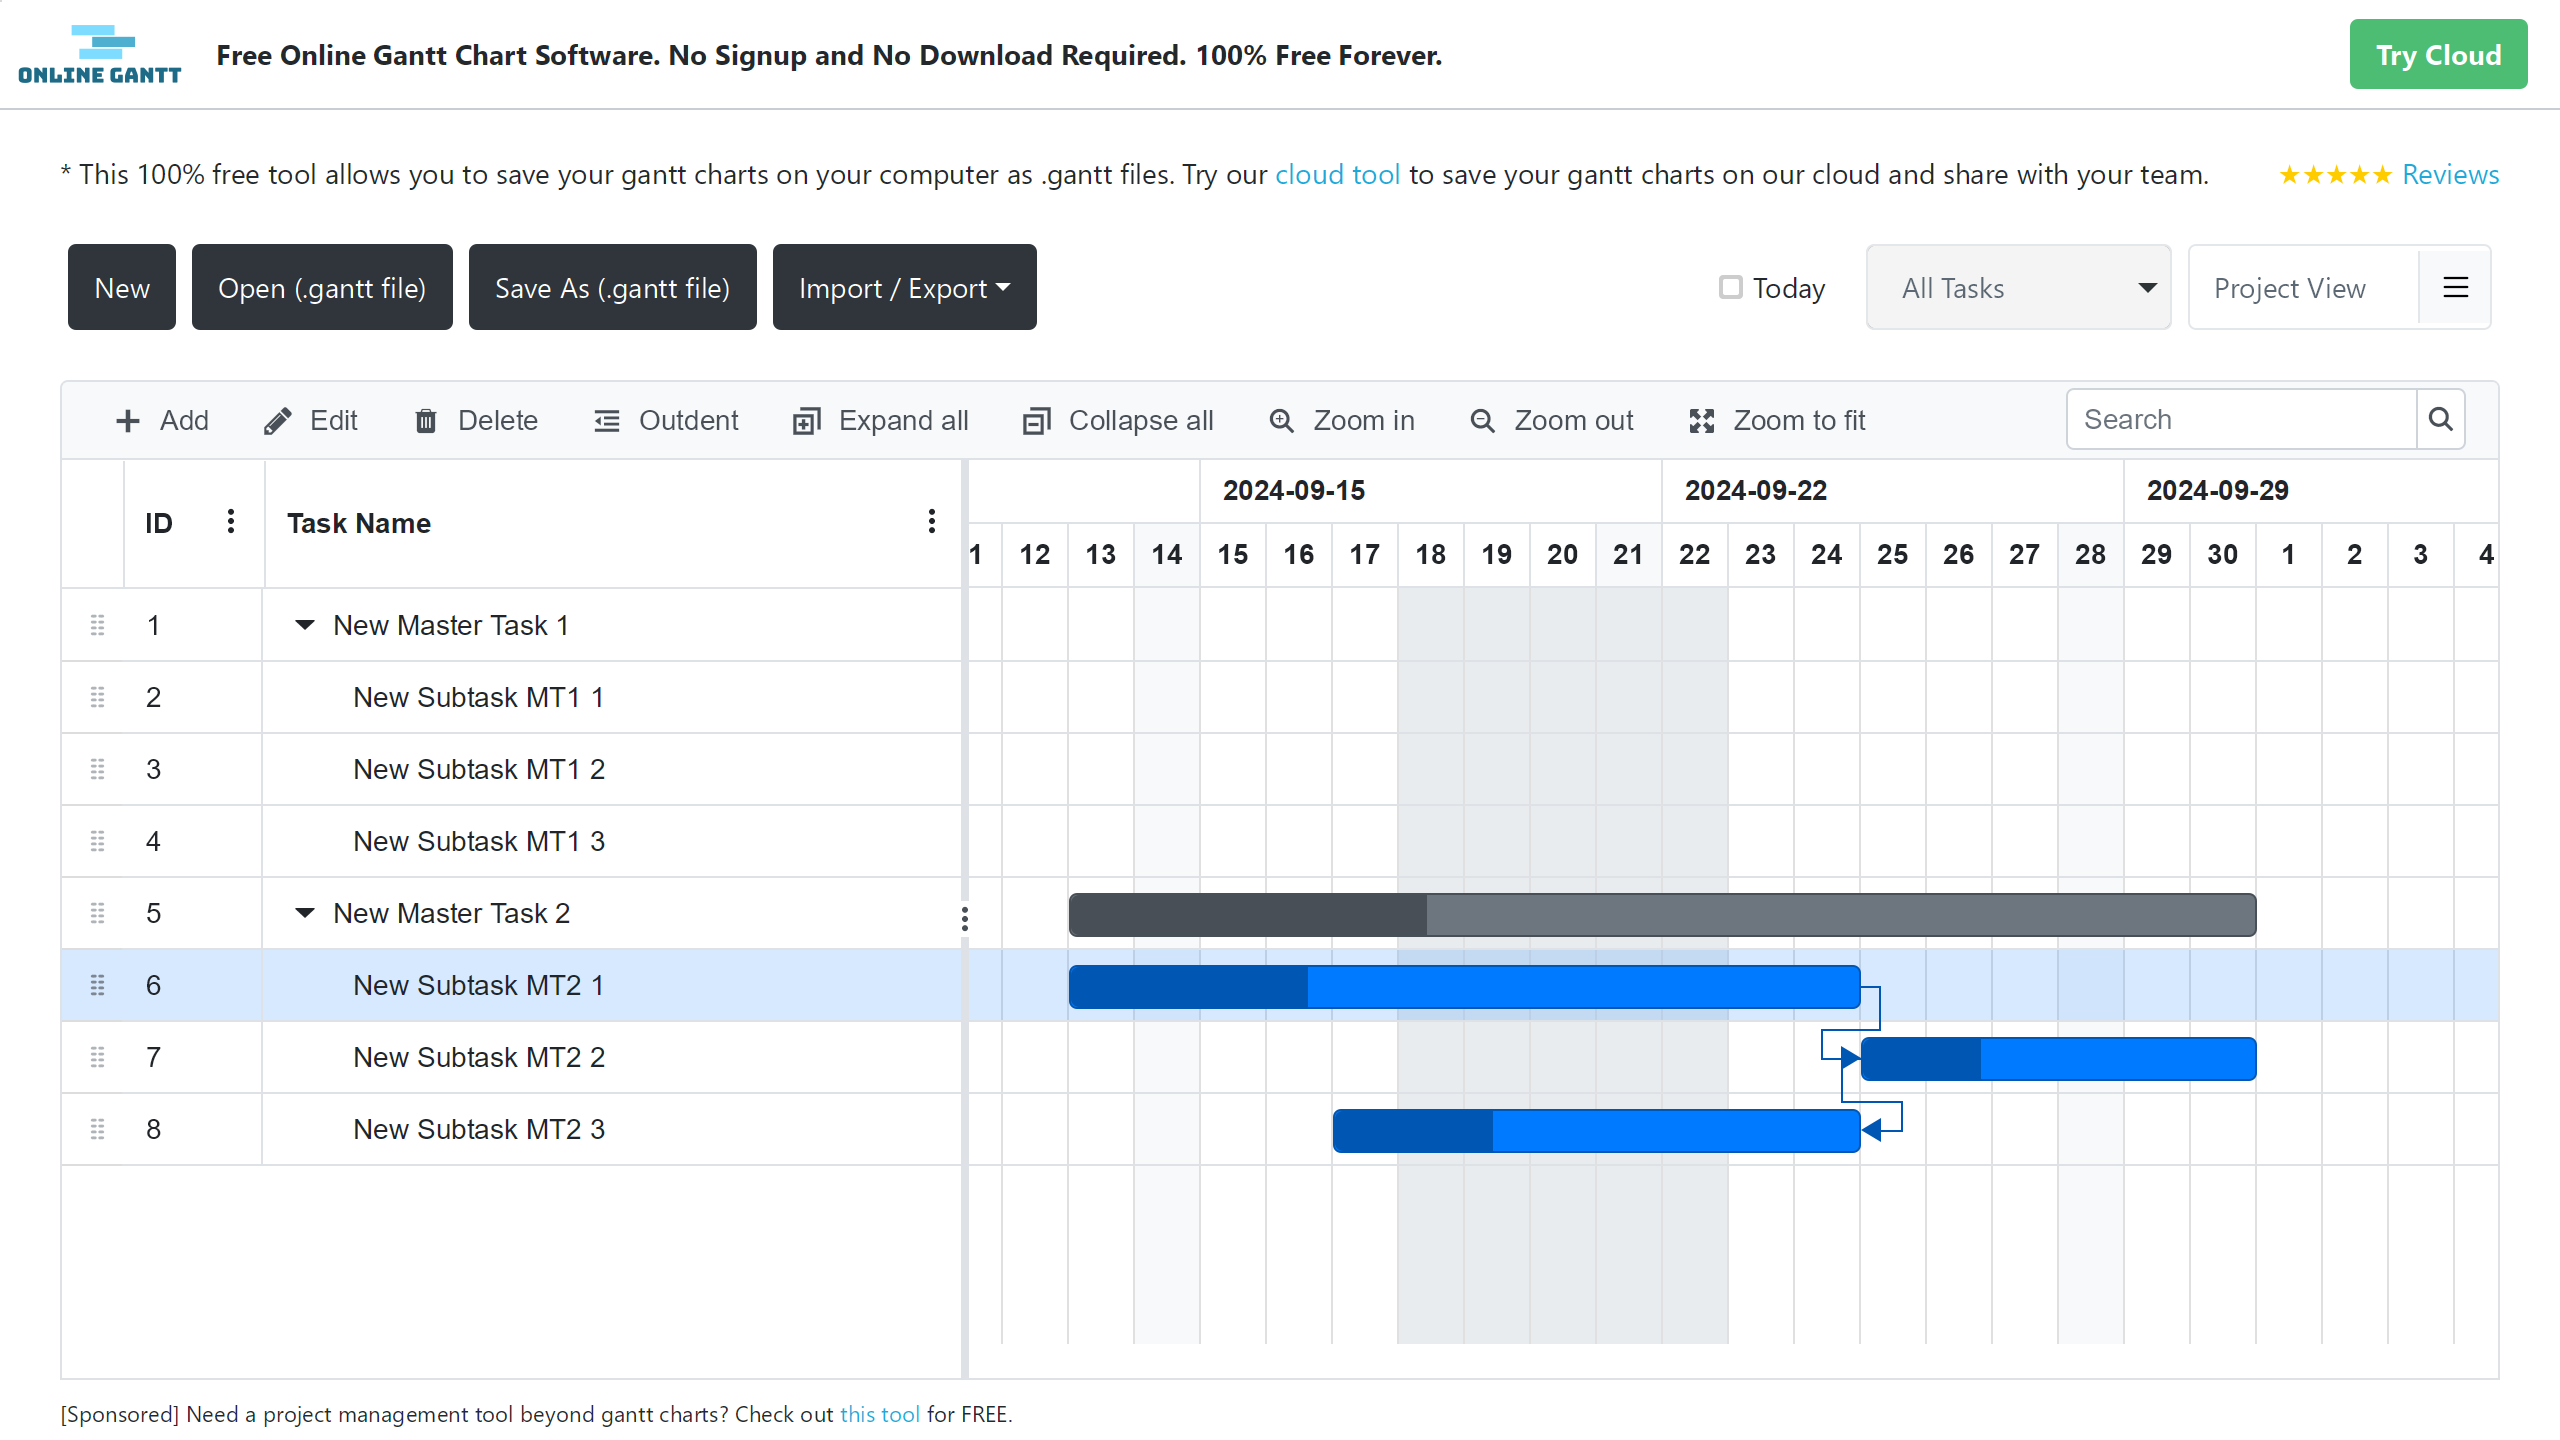 ONLINE GANTT
Free Online Gantt Chart Software. No Signup and No Download Required. 100% Free Forever.
Try Cloud
* This 100% free tool allows you to save your gantt charts on your computer as .gantt files. Try our cloud tool to save your gantt charts on our cloud and share with your team.
★★★★★ Reviews
New
Open (.gantt file)
Save As (.gantt file)
Import / Export
Today
All Tasks
Project View
Add
Edit
Delete
Outdent
Expand all
Collapse all
Zoom in
Zoom out
Zoom to fit
Search
ID
Task Name
2024-09-15
2024-09-22
2024-09-29
1 12 13 14 15 16 17 18 19 20 21 22 23 24 25 26 27 28 29 30 1 2 3 4
1 New Master Task 1
2 New Subtask MT1 1
3 New Subtask MT1 2
4 New Subtask MT1 3
5 New Master Task 2
6 New Subtask MT2 1
7 New Subtask MT2 2
8 New Subtask MT2 3
[Sponsored] Need a project management tool beyond gantt charts? Check out this tool for FREE.